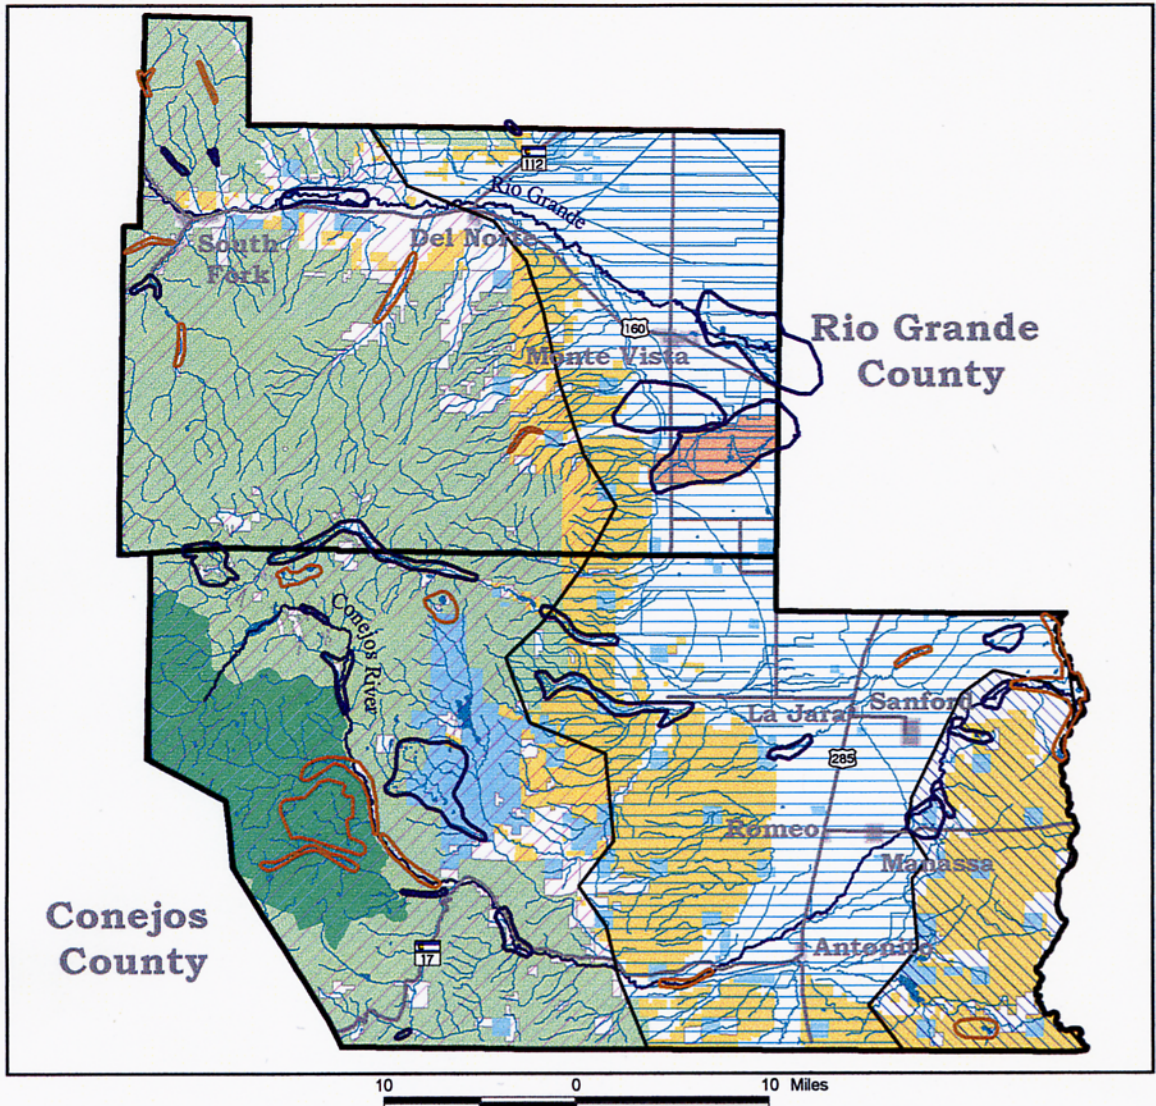 112
Rio Grande
South
Fork
Del Norte
160
Monte Vista
Rio Grande
County
Conejos River
Sanford
La Jara
285
Romeo
Manassa
Conejos
County
Antonito
17
10 0 10 Miles